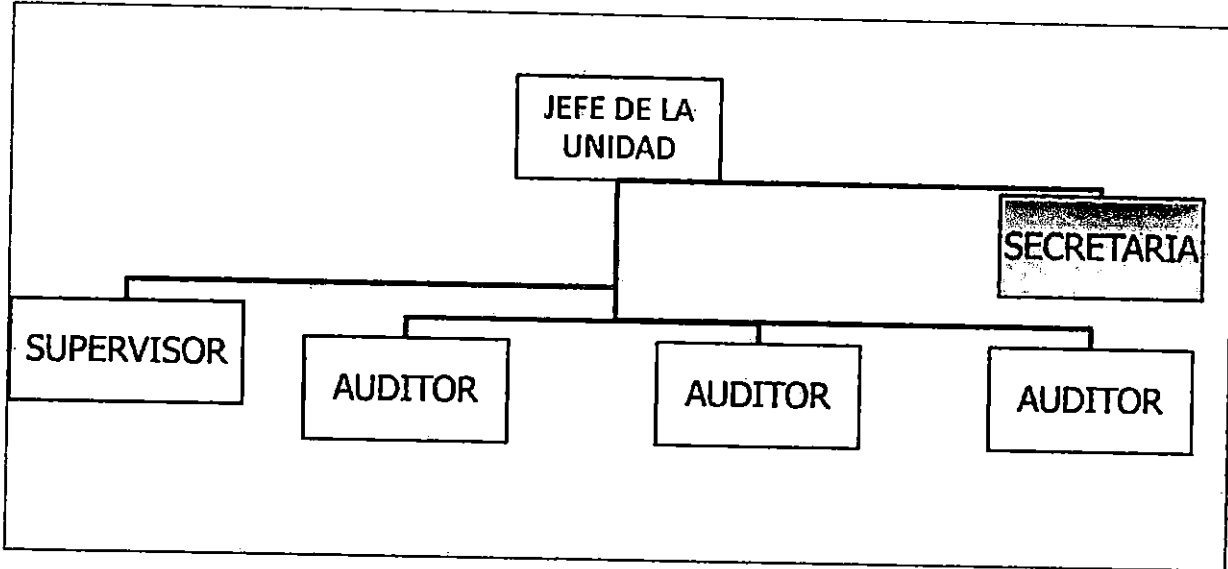 JEFE DE LA
UNIDAD
SECRETARIA
SUPERVISOR
AUDITOR
AUDITOR
AUDITOR